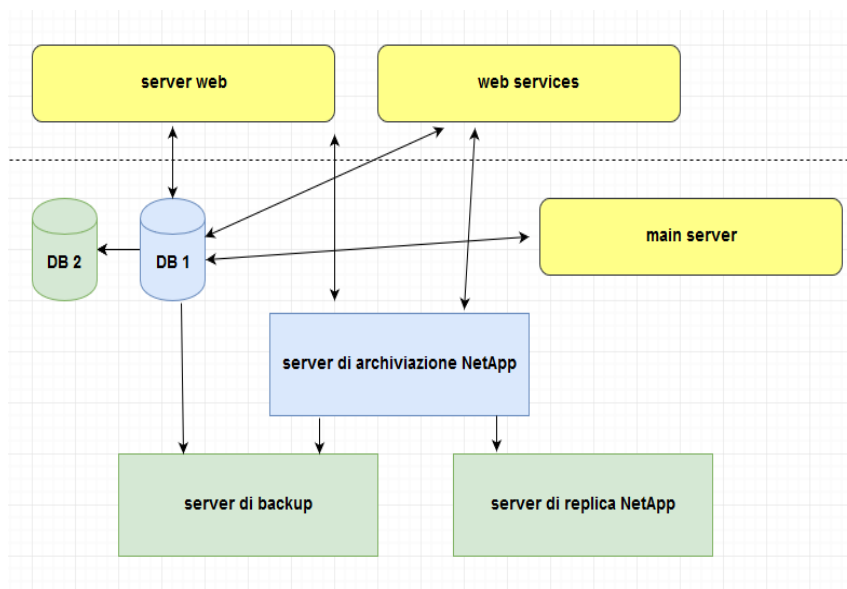 server web
web services
main server
DB 2
DB 1
server di archiviazione NetApp
server di backup
server di replica NetApp